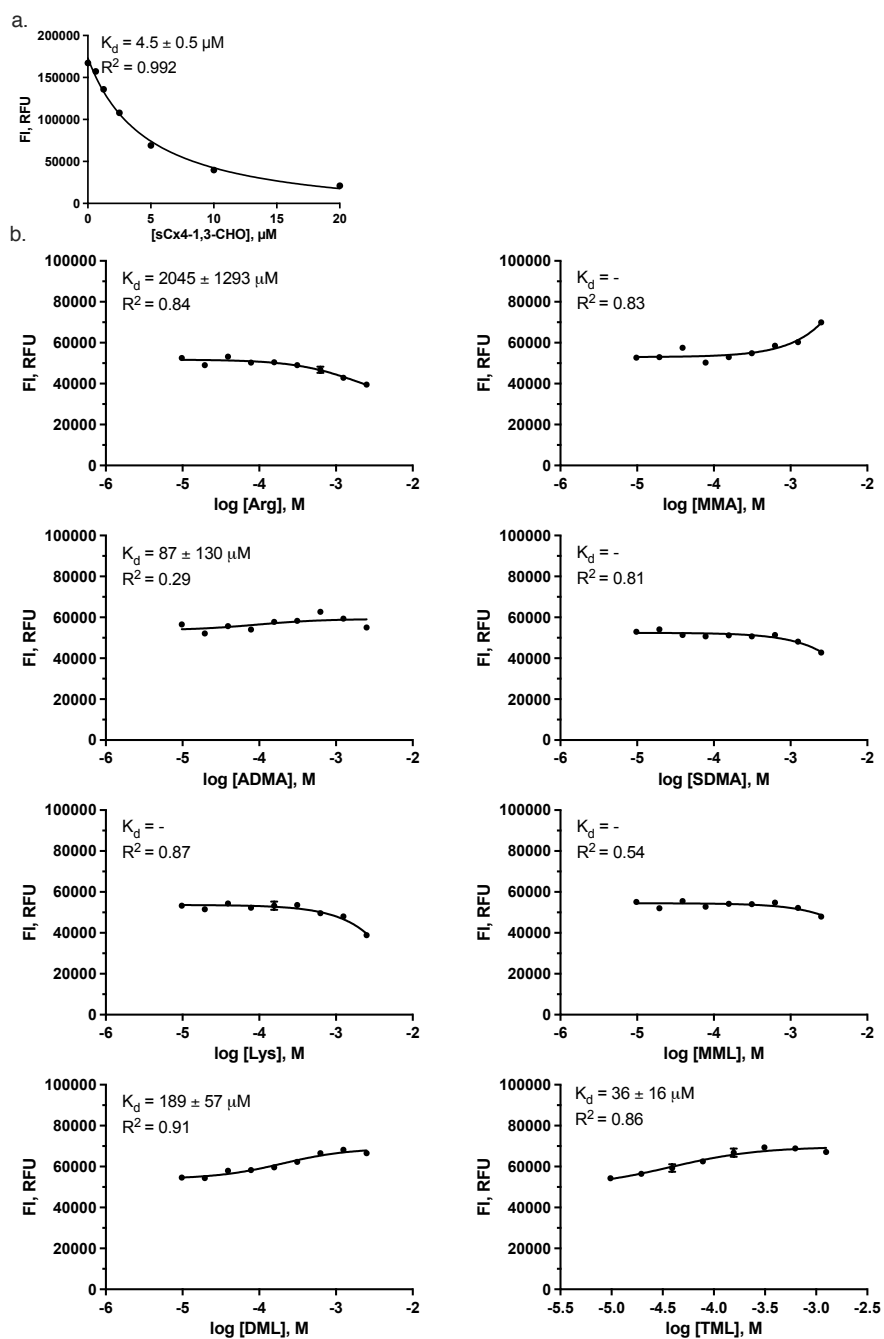 a.
K_d = 4.5 ± 0.5 µM
R² = 0.992
FI, RFU
200000
150000
100000
50000
0
0 5 10 15 20
[sCx4-1,3-CHO], µM
b.
K_d = 2045 ± 1293 µM
R² = 0.84
FI, RFU
100000
80000
60000
40000
20000
0
-6 -5 -4 -3 -2
log [Arg], M
K_d = -
R² = 0.83
FI, RFU
100000
80000
60000
40000
20000
0
-6 -5 -4 -3 -2
log [MMA], M
K_d = 87 ± 130 µM
R² = 0.29
FI, RFU
100000
80000
60000
40000
20000
0
-6 -5 -4 -3 -2
log [ADMA], M
K_d = -
R² = 0.81
FI, RFU
100000
80000
60000
40000
20000
0
-6 -5 -4 -3 -2
log [SDMA], M
K_d = -
R² = 0.87
FI, RFU
100000
80000
60000
40000
20000
0
-6 -5 -4 -3 -2
log [Lys], M
K_d = -
R² = 0.54
FI, RFU
100000
80000
60000
40000
20000
0
-6 -5 -4 -3 -2
log [MML], M
K_d = 189 ± 57 µM
R² = 0.91
FI, RFU
100000
80000
60000
40000
20000
0
-6 -5 -4 -3 -2
log [DML], M
K_d = 36 ± 16 µM
R² = 0.86
FI, RFU
100000
80000
60000
40000
20000
0
-5.5 -5.0 -4.5 -4.0 -3.5 -3.0 -2.5
log [TML], M